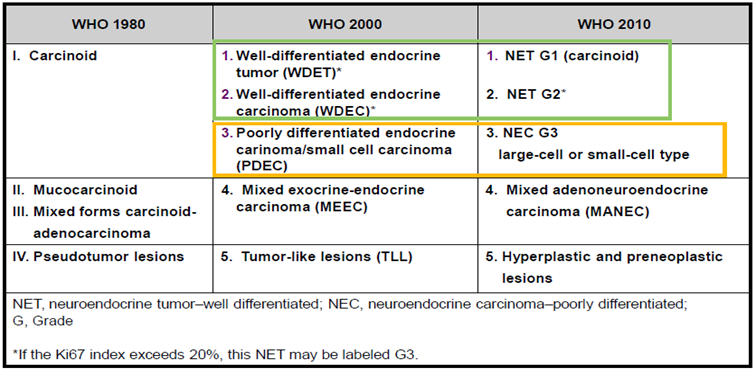 WHO 1980
WHO 2000
WHO 2010
I. Carcinoid
1. Well-differentiated endocrine
tumor (WDET)*
2. Well-differentiated endocrine
carcinoma (WDEC)*
3. Poorly differentiated endocrine
carinoma/small cell carcinoma
(PDEC)
1. NET G1 (carcinoid)
2. NET G2*
3. NEC G3
large-cell or small-cell type
II. Mucocarcinoid
III. Mixed forms carcinoid-
adenocarcinoma
4. Mixed exocrine-endocrine
carcinoma (MEEC)
4. Mixed adenoneuroendocrine
carcinoma (MANEC)
IV. Pseudotumor lesions
5. Tumor-like lesions (TLL)
5. Hyperplastic and preneoplastic
lesions
NET, neuroendocrine tumor–well differentiated; NEC, neuroendocrine carcinoma–poorly differentiated;
G, Grade
*If the Ki67 index exceeds 20%, this NET may be labeled G3.